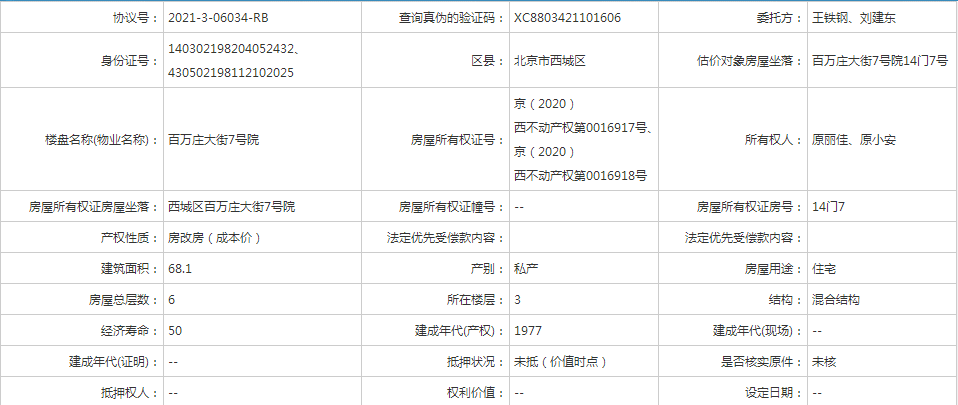 协议号： 2021-3-06034-RB 查询真伪的验证码： XC8803421101606 委托方： 王铁钢、刘建东
身份证号： 140302198204052432、 430502198112102025 区县： 北京市西城区 估价对象房屋坐落： 百万庄大街7号院14门7号
楼盘名称(物业名称)： 百万庄大街7号院 房屋所有权证号： 京（2020） 西不动产权第0016917号、 京（2020） 西不动产权第0016918号 所有权人： 原丽佳、原小安
房屋所有权证房屋坐落： 西城区百万庄大街7号院 房屋所有权证幢号： -- 房屋所有权证房号： 14门7
产权性质： 房改房（成本价） 法定优先受偿款内容： 法定优先受偿款内容：
建筑面积： 68.1 产别： 私产 房屋用途： 住宅
房屋总层数： 6 所在楼层： 3 结构： 混合结构
经济寿命： 50 建成年代(产权)： 1977 建成年代(现场)： --
建成年代(证明)： -- 抵押状况： 未抵（价值时点） 是否核实原件： 未核
抵押权人： -- 权利价值： -- 设定日期： --